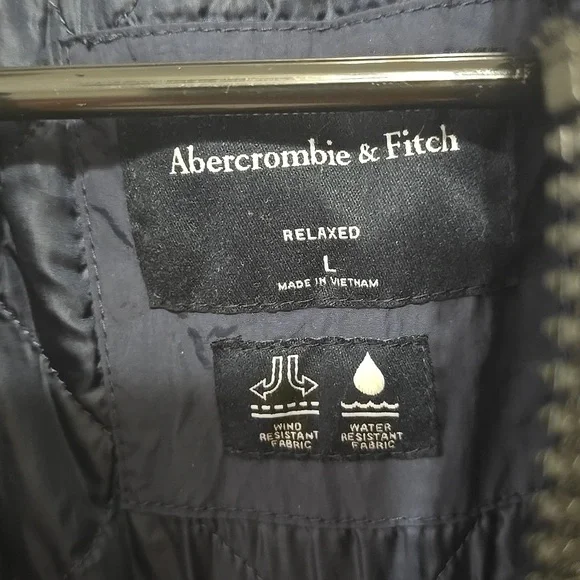 Abercrombie & Fitch
RELAXED
L
MADE IN VIETNAM
WIND
RESISTANT
FABRIC
WATER
RESISTANT
FABRIC